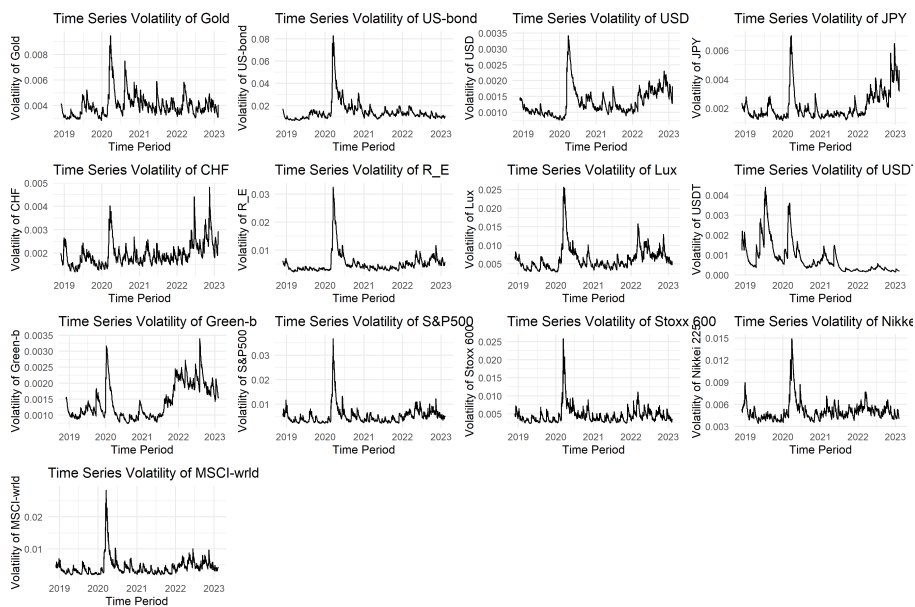 Time Series Volatility of Gold
Volatility of Gold
0.008
0.006
0.004
2019 2020 2021 2022 2023
Time Period
Time Series Volatility of US-bond
Volatility of US-bond
0.08
0.06
0.04
0.02
2019 2020 2021 2022 2023
Time Period
Time Series Volatility of USD
Volatility of USD
0.0035
0.0030
0.0025
0.0020
0.0015
0.0010
2019 2020 2021 2022 2023
Time Period
Time Series Volatility of JPY
Volatility of JPY
0.006
0.004
0.002
2019 2020 2021 2022 2023
Time Period
Time Series Volatility of CHF
Volatility of CHF
0.005
0.004
0.003
0.002
2019 2020 2021 2022 2023
Time Period
Time Series Volatility of R_E
Volatility of R_E
0.03
0.02
0.01
2019 2020 2021 2022 2023
Time Period
Time Series Volatility of Lux
Volatility of Lux
0.025
0.020
0.015
0.010
0.005
2019 2020 2021 2022 2023
Time Period
Time Series Volatility of USDT
Volatility of USDT
0.004
0.003
0.002
0.001
0.000
2019 2020 2021 2022 2023
Time Period
Time Series Volatility of Green-b
Volatility of Green-b
0.0035
0.0030
0.0025
0.0020
0.0015
0.0010
2019 2020 2021 2022 2023
Time Period
Time Series Volatility of S&P500
Volatility of S&P500
0.03
0.02
0.01
2019 2020 2021 2022 2023
Time Period
Time Series Volatility of Stoxx 600
Volatility of Stoxx 600
0.025
0.020
0.015
0.010
0.005
2019 2020 2021 2022 2023
Time Period
Time Series Volatility of Nikke
Volatility of Nikkei 225
0.015
0.012
0.009
0.006
0.003
2019 2020 2021 2022 2023
Time Period
Time Series Volatility of MSCI-wrld
Volatility of MSCI-wrld
0.02
0.01
2019 2020 2021 2022 2023
Time Period